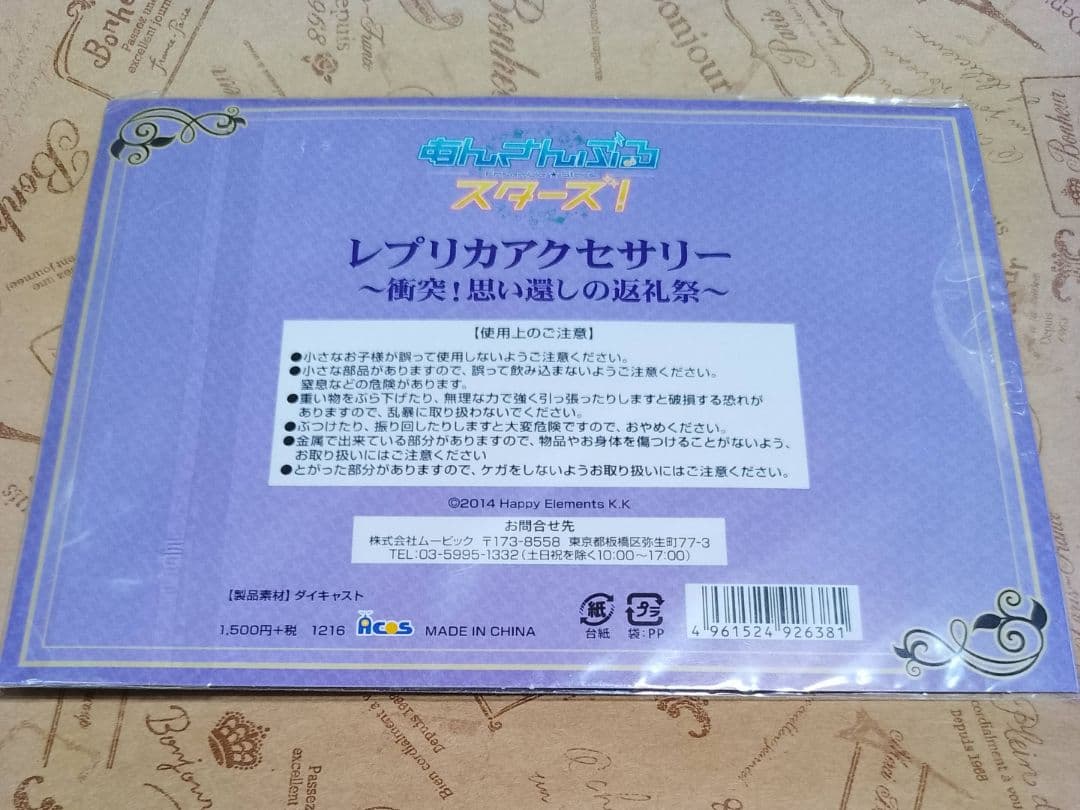 あんさんぶる
スターズ!
レプリカアクセサリー
~衝突!思い還しの返礼祭~
【使用上のご注意】
●小さなお子様が誤って使用しないようご注意ください。
●小さな部品がありますので、誤って飲み込まないようご注意ください。
窒息などの危険があります。
●重い物をぶら下げたり、無理な力で強く引っ張ったりしますと破損する恐れが
ありますので、乱暴に取り扱わないでください。
●ぶつけたり、振り回したりしますと大変危険ですので、おやめください。
●金属で出来ている部分がありますので、物品やお身体を傷つけることがないよう、
お取り扱いにはご注意ください
●とがった部分がありますので、ケガをしないようお取り扱いにはご注意ください。
©2014 Happy Elements K.K
お問合せ先
株式会社ムービック 〒173-8558 東京都板橋区弥生町77-3
TEL:03-5995-1332(土日祝を除く10:00~17:00)
【製品素材】ダイキャスト
1,500円+税 1216 ACOS MADE IN CHINA
紙 プラ
台紙 袋:PP
4 961524 926381